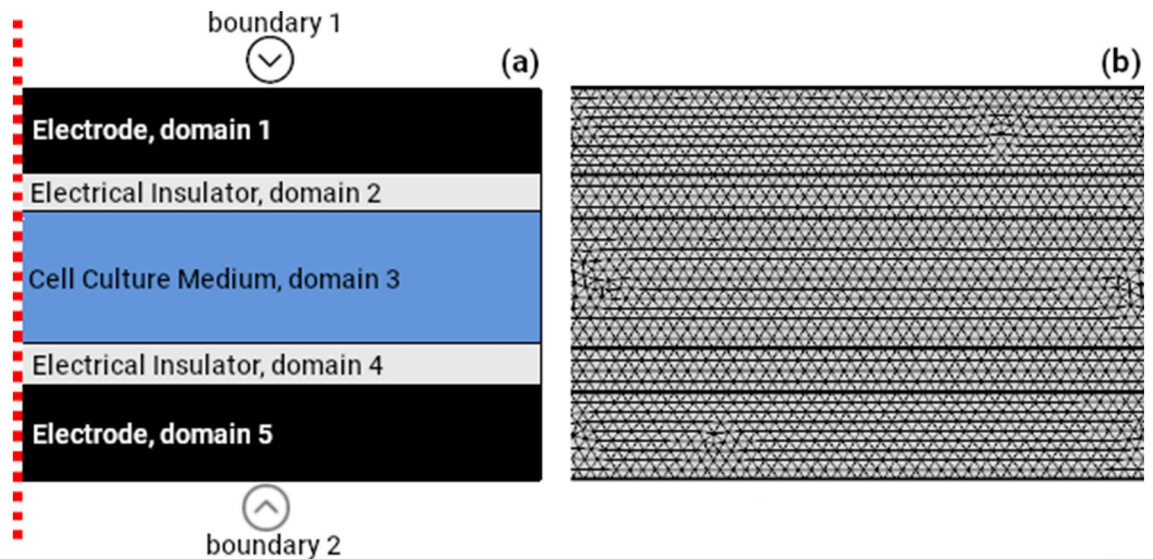 boundary 1
(a)
(b)
Electrode, domain 1
Electrical Insulator, domain 2
Cell Culture Medium, domain 3
Electrical Insulator, domain 4
Electrode, domain 5
boundary 2